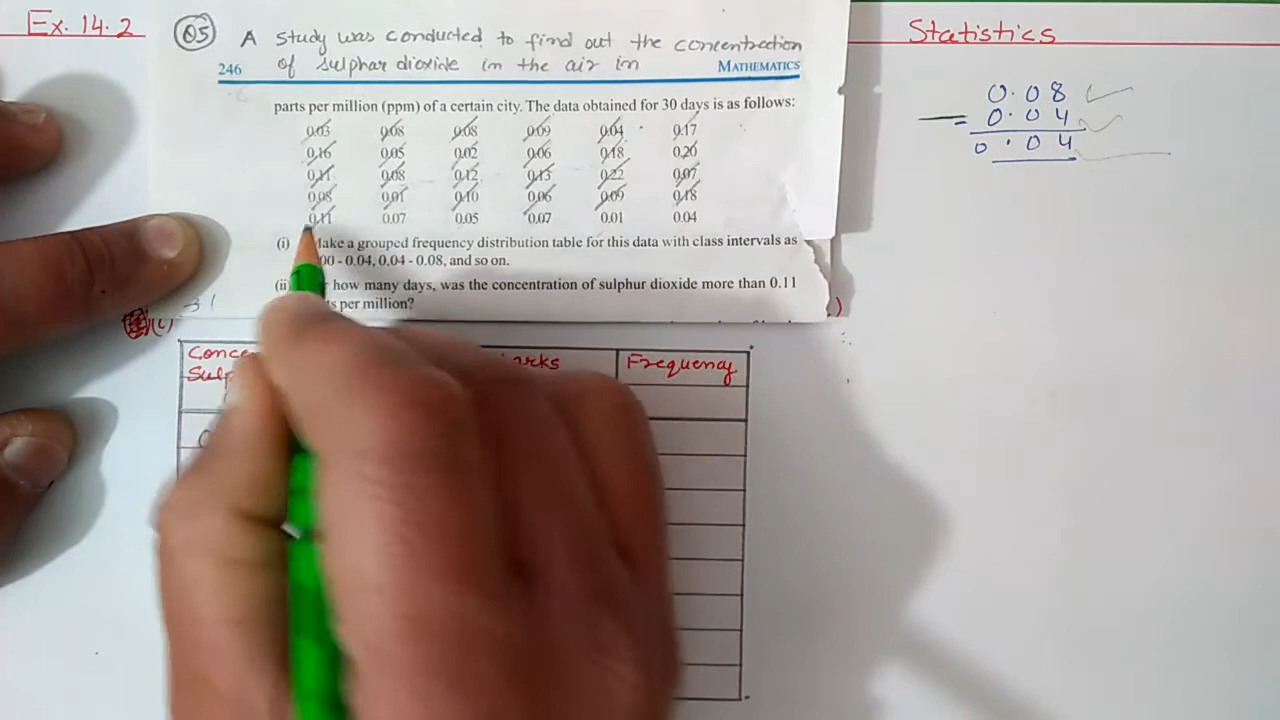 Ex. 14.2
Q5 A study was conducted to find out the concentraction
of sulphar dioxide in the air in
246 MATHEMATICS
parts per million (ppm) of a certain city. The data obtained for 30 days is as follows:
0.03 0.08 0.08 0.09 0.04 0.17
0.16 0.05 0.02 0.06 0.18 0.20
0.11 0.08 0.12 0.13 0.22 0.07
0.08 0.01 0.10 0.06 0.09 0.18
0.11 0.07 0.05 0.07 0.01 0.04
(i) Make a grouped frequency distribution table for this data with class intervals as
00 - 0.04, 0.04 - 0.08, and so on.
(ii) how many days, was the concentration of sulphur dioxide more than 0.11
ts per million?
(i)
Conce
Sulp
arks
Frequency
Statistics
0.08
- 0.04
0.04